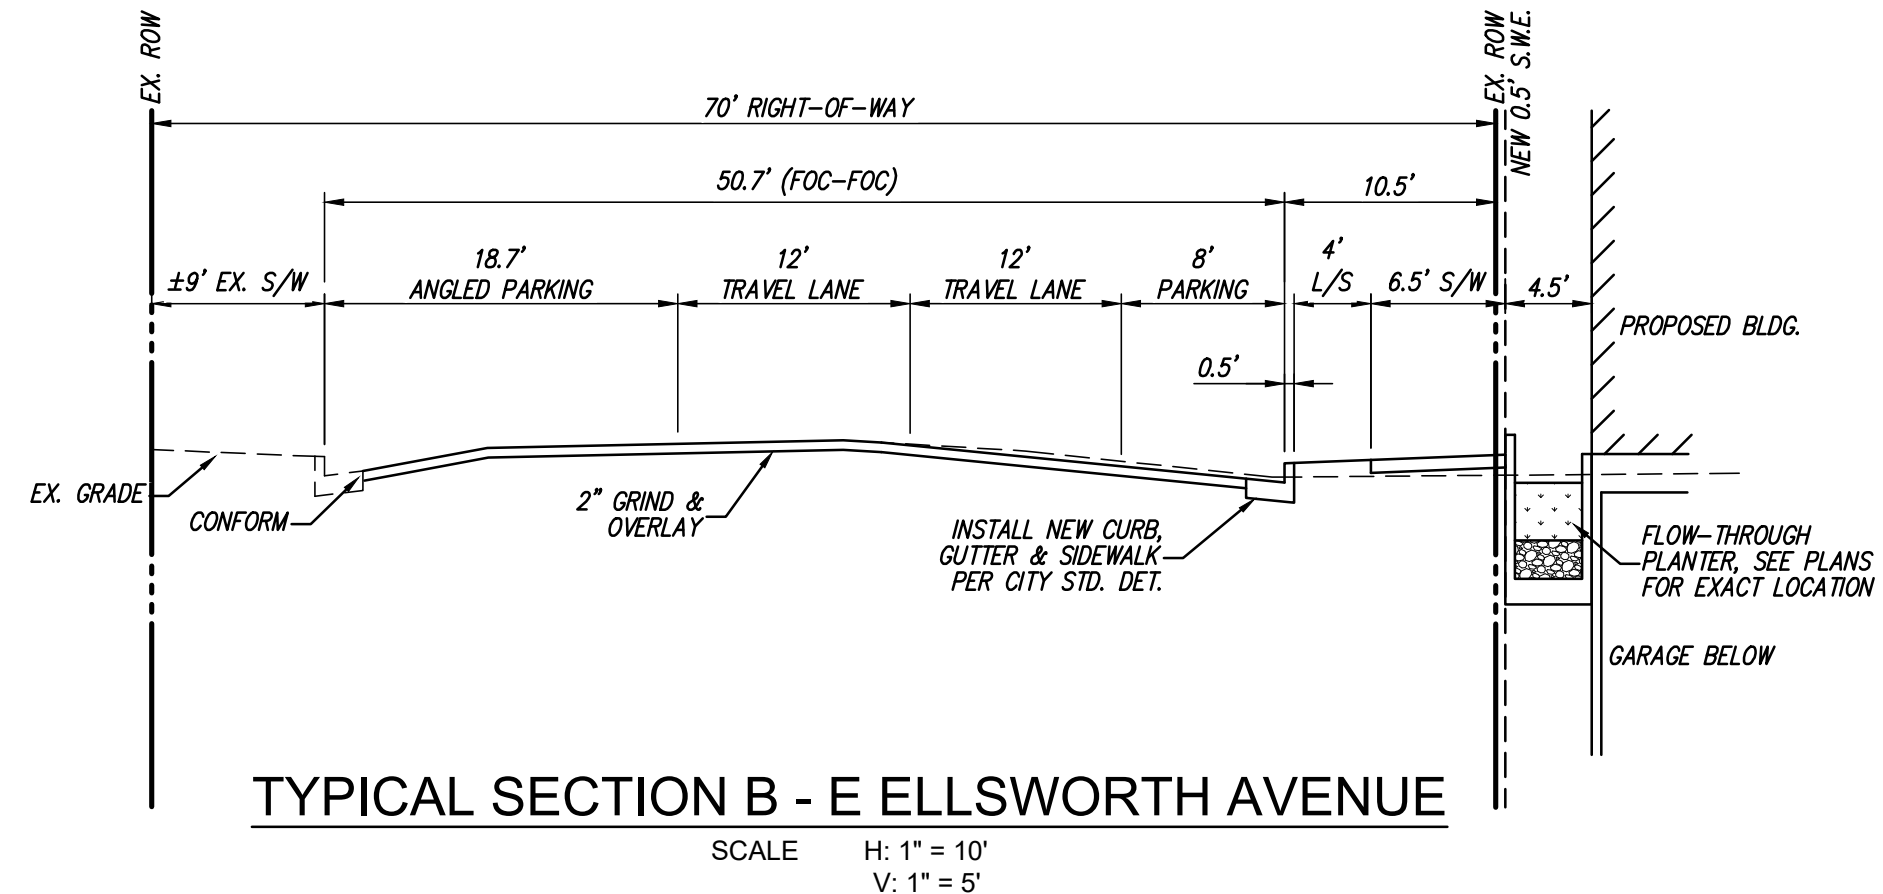 EX. ROW
EX. ROW
NEW 0.5' S.W.E.
70' RIGHT-OF-WAY
50.7' (FOC-FOC)
10.5'
±9' EX. S/W
18.7'
ANGLED PARKING
12'
TRAVEL LANE
12'
TRAVEL LANE
8'
PARKING
4'
L/S
6.5' S/W
4.5'
PROPOSED BLDG.
0.5'
EX. GRADE
CONFORM
2" GRIND &
OVERLAY
INSTALL NEW CURB,
GUTTER & SIDEWALK
PER CITY STD. DET.
FLOW-THROUGH
PLANTER, SEE PLANS
FOR EXACT LOCATION
GARAGE BELOW
TYPICAL SECTION B - E ELLSWORTH AVENUE
SCALE H: 1" = 10'
V: 1" = 5'